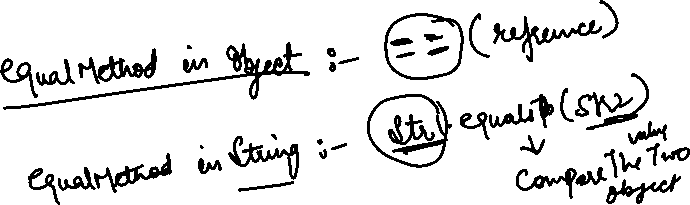 equalMethod in Object :- == (reference)
equalMethod in String :- Str1.equals(Str2)
↓
Compare The value Two
Object